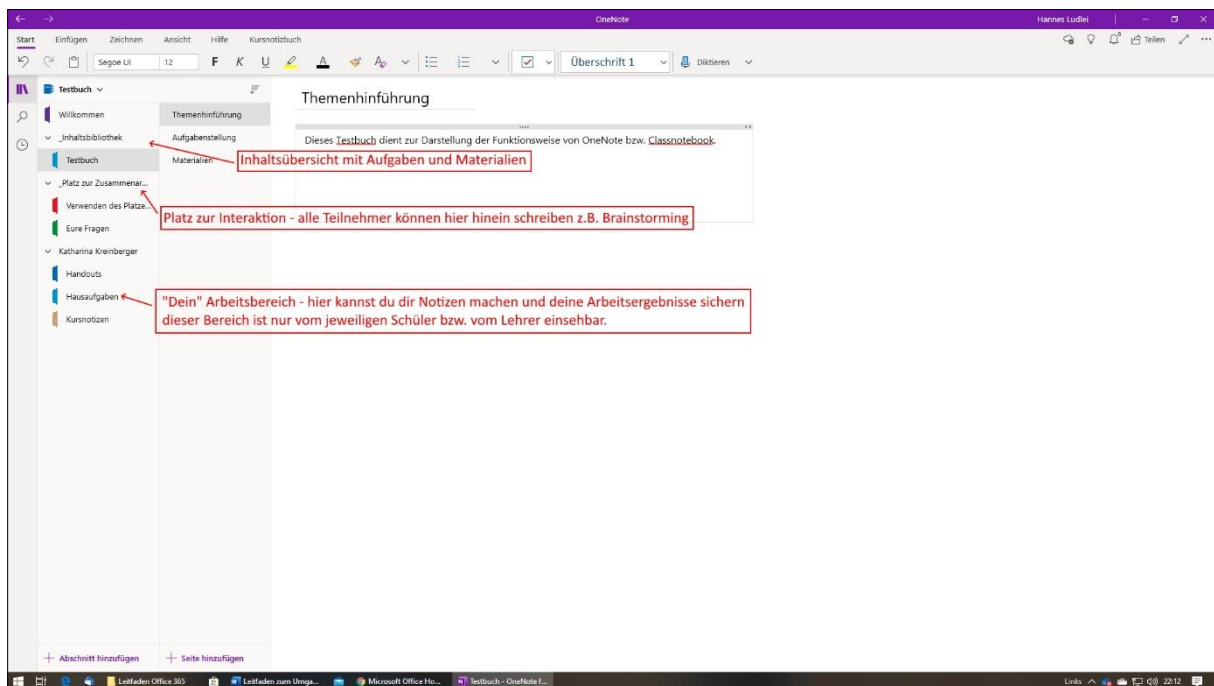 OneNote
Hannes Ludlei
Start Einfügen Zeichnen Ansicht Hilfe Kursnotizbuch
Teilen
Segoe UI 12 F K U A Überschrift 1 Diktieren
Testbuch
Willkommen
_Inhaltsbibliothek
Testbuch
_Platz zur Zusammenar...
Verwenden des Platze...
Eure Fragen
Katharina Kreinberger
Handouts
Hausaufgaben
Kursnotizen
Themenhinführung
Aufgabenstellung
Materialien
Themenhinführung
Dieses Testbuch dient zur Darstellung der Funktionsweise von OneNote bzw. Classnotebook.
Inhaltsübersicht mit Aufgaben und Materialien
Platz zur Interaktion - alle Teilnehmer können hier hinein schreiben z.B. Brainstorming
"Dein" Arbeitsbereich - hier kannst du dir Notizen machen und deine Arbeitsergebnisse sichern
dieser Bereich ist nur vom jeweiligen Schüler bzw. vom Lehrer einsehbar.
+ Abschnitt hinzufügen
+ Seite hinzufügen
Leitfaden Office 365
Leitfaden zum Umga...
Microsoft Office Ho...
Testbuch - OneNote f...
Links
22:12